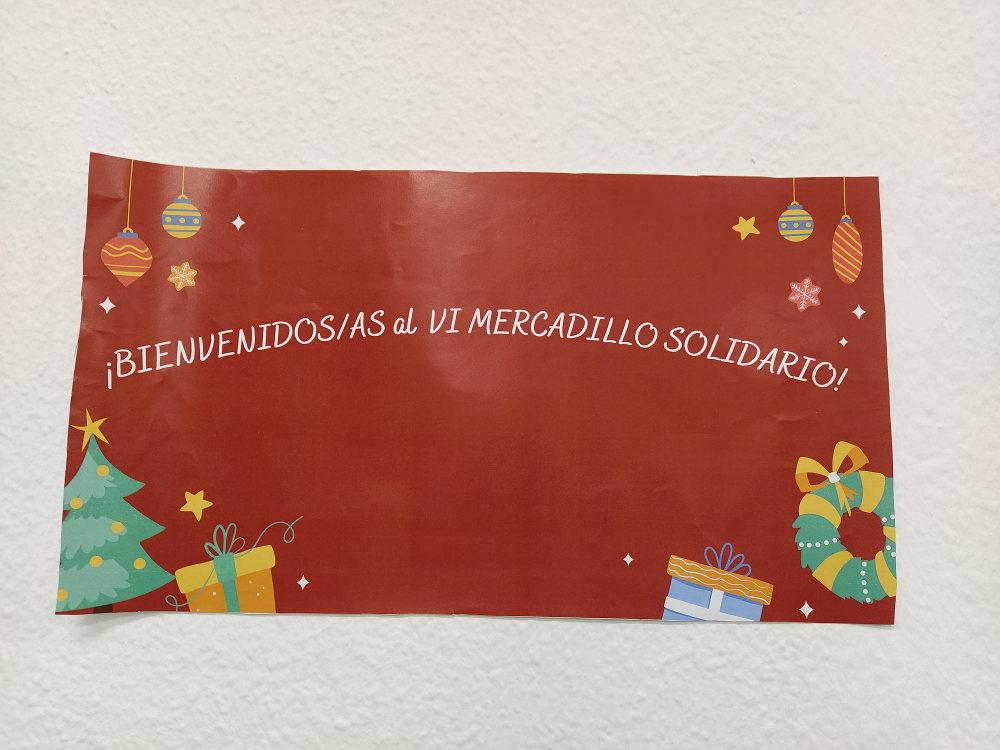 ¡BIENVENIDOS/AS al VI MERCADILLO SOLIDARIO!